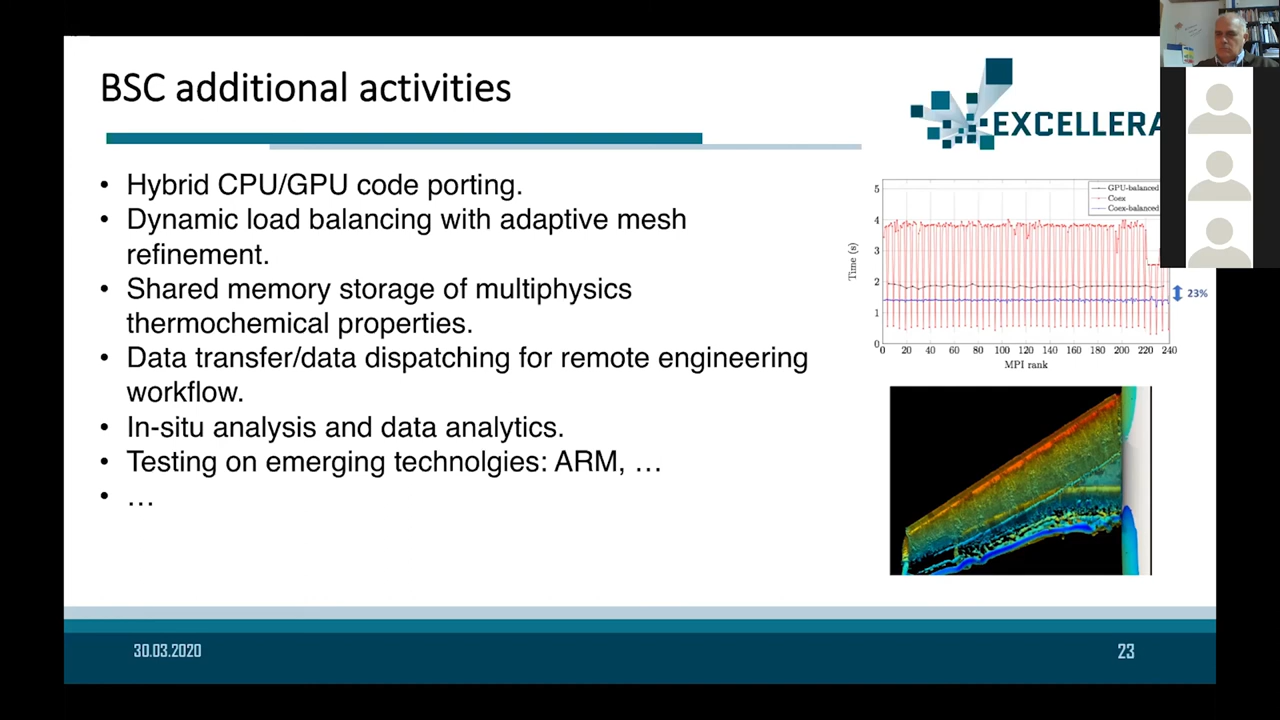 BSC additional activities
EXCELLERA
• Hybrid CPU/GPU code porting.
• Dynamic load balancing with adaptive mesh
refinement.
• Shared memory storage of multiphysics
thermochemical properties.
• Data transfer/data dispatching for remote engineering
workflow.
• In-situ analysis and data analytics.
• Testing on emerging technolgies: ARM, …
• …
GPU-balanced
Coex
Coex-balanced
Time (s)
5
4
3
2
1
0
0 20 40 60 80 100 120 140 160 180 200 220 240
MPI rank
23%
30.03.2020
23